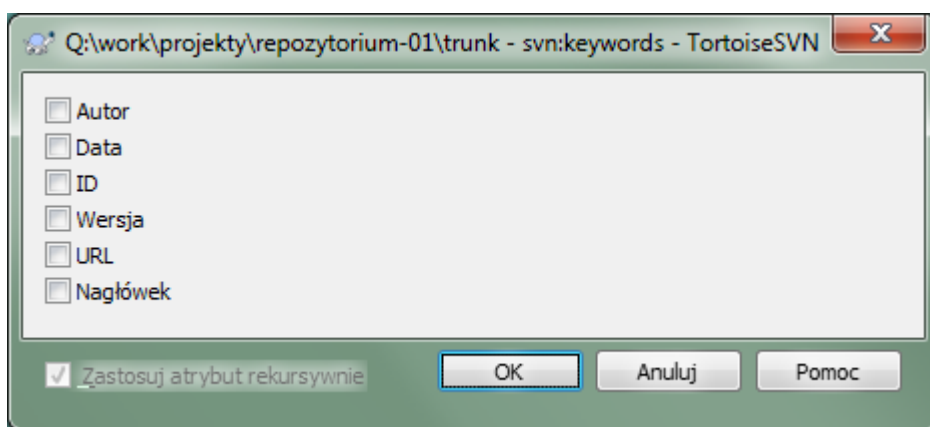 Q:\work\projekty\repozytorium-01\trunk - svn:keywords - TortoiseSVN
Autor
Data
ID
Wersja
URL
Nagłówek
Zastosuj atrybut rekursywnie OK Anuluj Pomoc